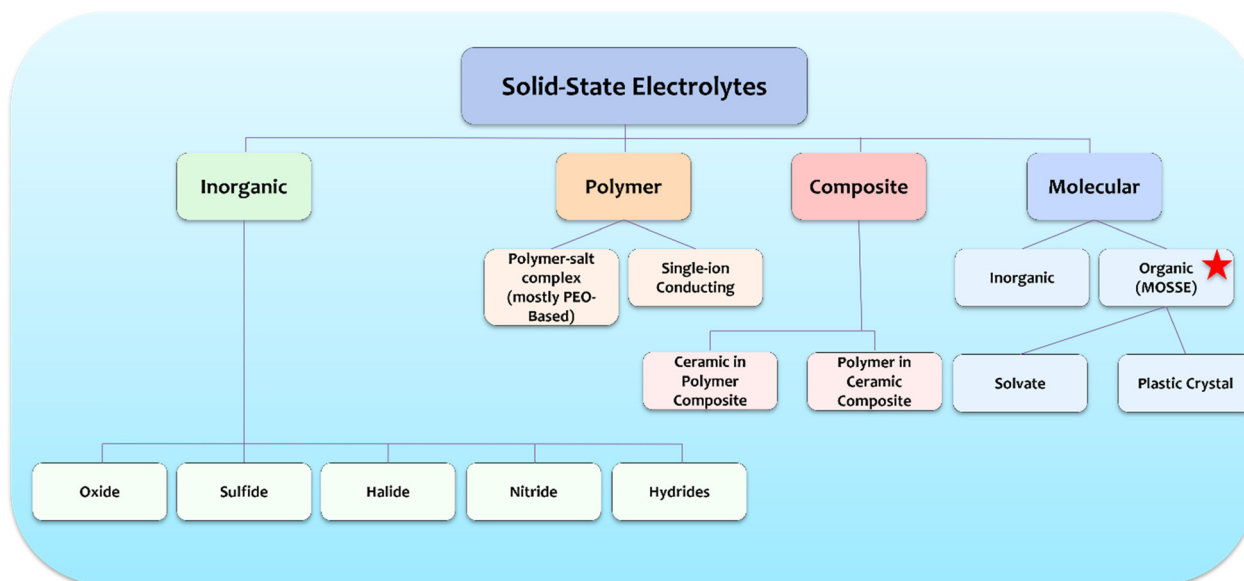 Solid-State Electrolytes
Inorganic
Polymer
Composite
Molecular
Polymer-salt
complex
(mostly PEO-
Based)
Single-ion
Conducting
Inorganic
Organic
(MOSSE)
Ceramic in
Polymer
Composite
Polymer in
Ceramic
Composite
Solvate
Plastic Crystal
Oxide
Sulfide
Halide
Nitride
Hydrides